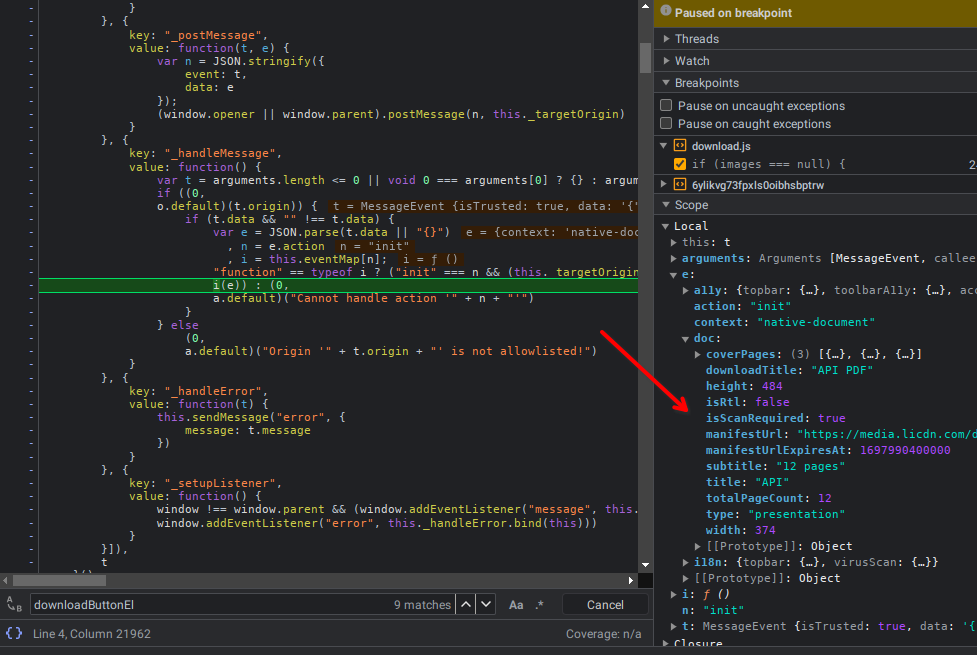 }
}, {
key: "_postMessage",
value: function(t, e) {
var n = JSON.stringify({
event: t,
data: e
});
(window.opener || window.parent).postMessage(n, this._targetOrigin)
}
}, {
key: "_handleMessage",
value: function() {
var t = arguments.length <= 0 || void 0 === arguments[0] ? {} : argum
if ((0,
o.default)(t.origin)) { t = MessageEvent {isTrusted: true, data: '{"
if (t.data && "" !== t.data) {
var e = JSON.parse(t.data || "{}") e = {context: 'native-doc
, n = e.action n = "init"
, i = this.eventMap[n]; i = ƒ ()
"function" == typeof i ? ("init" === n && (this._targetOrigin
i(e)) : (0,
a.default)("Cannot handle action '" + n + "'")
}
} else
(0,
a.default)("Origin '" + t.origin + "' is not allowlisted!")
}
}, {
key: "_handleError",
value: function(t) {
this.sendMessage("error", {
message: t.message
})
}
}, {
key: "_setupListener",
value: function() {
window !== window.parent && (window.addEventListener("message", this.
window.addEventListener("error", this._handleError.bind(this)))
}
}]),
t
}()
downloadButtonEl 9 matches Aa .* Cancel
{} Line 4, Column 21962 Coverage: n/a
Paused on breakpoint
Threads
Watch
Breakpoints
Pause on uncaught exceptions
Pause on caught exceptions
download.js
if (images === null) { 2
6ylikvg73fpxls0oibhsbptrw
Scope
Local
this: t
arguments: Arguments [MessageEvent, callee
e:
a11y: {topbar: {…}, toolbarA11y: {…}, acc
action: "init"
context: "native-document"
doc:
coverPages: (3) [{…}, {…}, {…}]
downloadTitle: "API PDF"
height: 484
isRtl: false
isScanRequired: true
manifestUrl: "https://media.licdn.com/d
manifestUrlExpiresAt: 1697990400000
subtitle: "12 pages"
title: "API"
totalPageCount: 12
type: "presentation"
width: 374
[[Prototype]]: Object
i18n: {topbar: {…}, virusScan: {…}}
[[Prototype]]: Object
i: ƒ ()
n: "init"
t: MessageEvent {isTrusted: true, data: '{
Closure